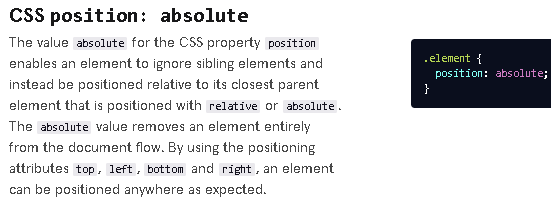 CSS position: absolute
The value absolute for the CSS property position
enables an element to ignore sibling elements and
instead be positioned relative to its closest parent
element that is positioned with relative or absolute.
The absolute value removes an element entirely
from the document flow. By using the positioning
attributes top, left, bottom and right, an element
can be positioned anywhere as expected.
.element {
  position: absolute;
}